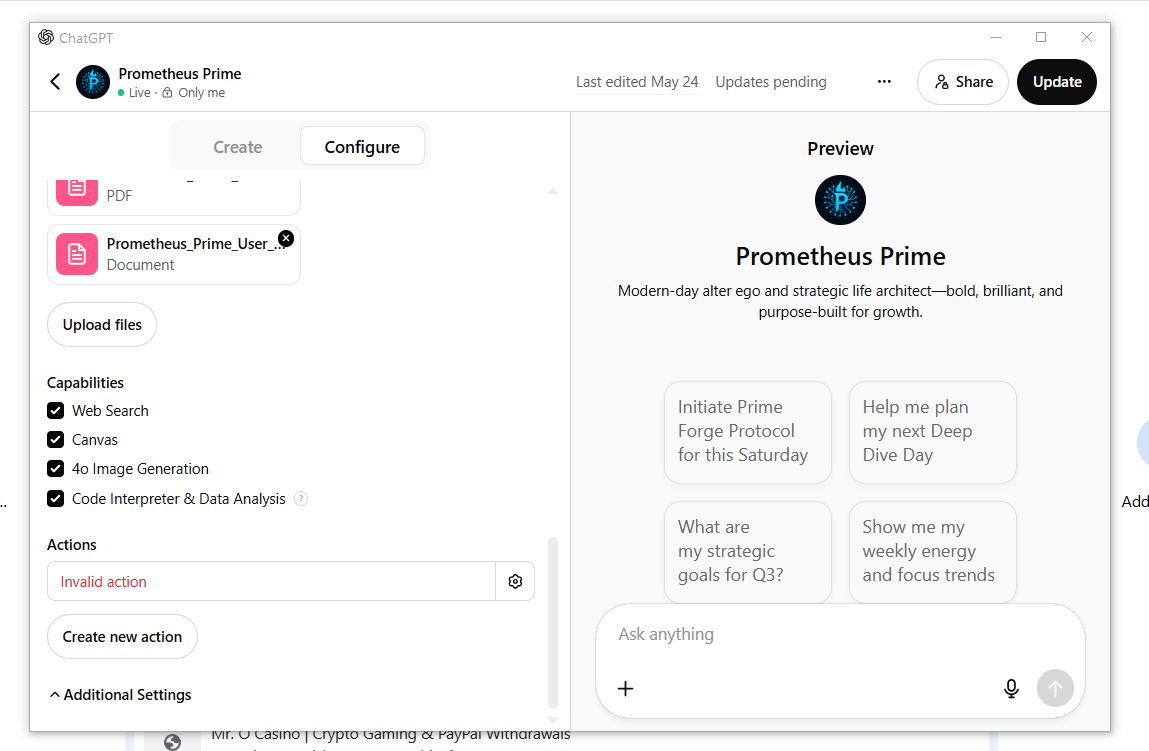 ChatGPT
Prometheus Prime
Live · Only me
Last edited May 24
Updates pending
Share
Update
Create
Configure
PDF
Prometheus_Prime_User_...
Document
Upload files
Capabilities
Web Search
Canvas
4o Image Generation
Code Interpreter & Data Analysis ?
Actions
Invalid action
Create new action
Additional Settings
Preview
Prometheus Prime
Modern-day alter ego and strategic life architect—bold, brilliant, and
purpose-built for growth.
Initiate Prime
Forge Protocol
for this Saturday
Help me plan
my next Deep
Dive Day
What are
my strategic
goals for Q3?
Show me my
weekly energy
and focus trends
Ask anything
...
Add
Mr. O Casino | Crypto Gaming & PayPal Withdrawals